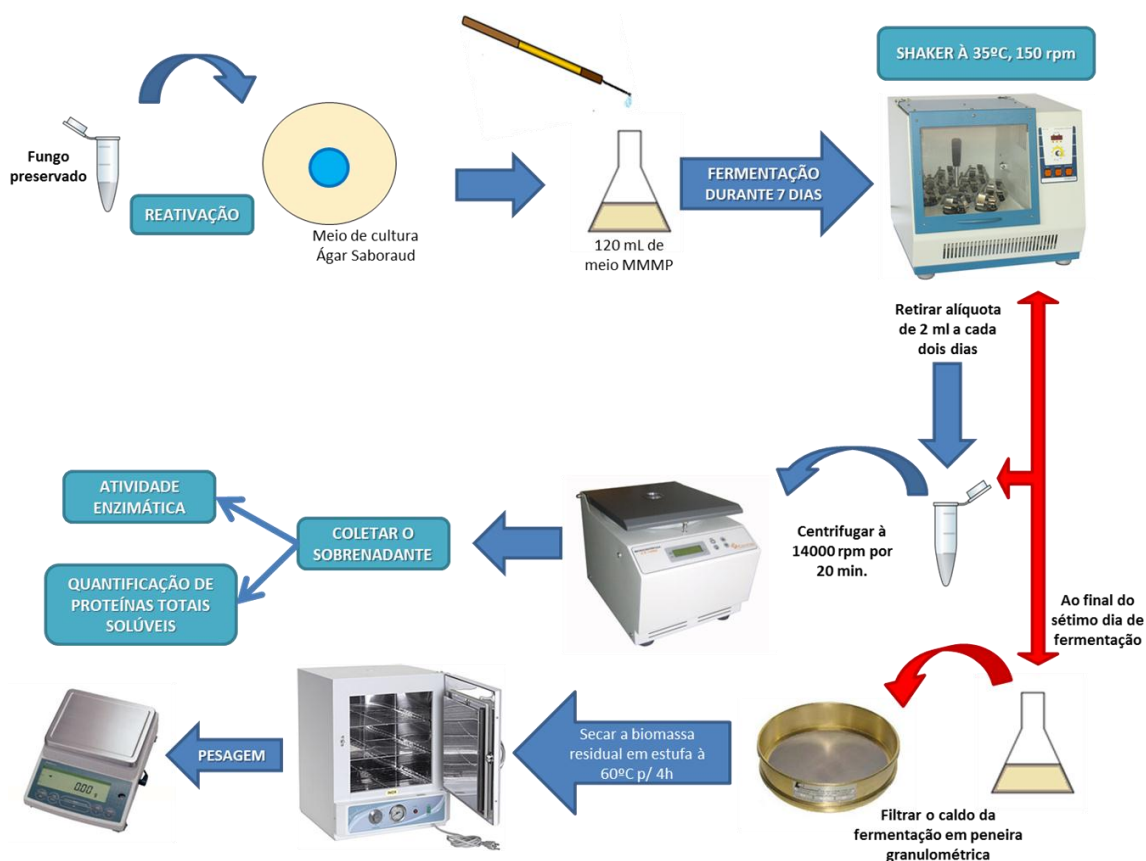 Fungo
preservado
REATIVAÇÃO
Meio de cultura
Ágar Saboraud
120 mL de
meio MMMP
FERMENTAÇÃO
DURANTE 7 DIAS
SHAKER À 35ºC, 150 rpm
Retirar alíquota
de 2 ml a cada
dois dias
Centrifugar à
14000 rpm por
20 min.
COLETAR O
SOBRENADANTE
ATIVIDADE
ENZIMÁTICA
QUANTIFICAÇÃO DE
PROTEÍNAS TOTAIS
SOLÚVEIS
Ao final do
sétimo dia de
fermentação
Filtrar o caldo da
fermentação em peneira
granulométrica
Secar a biomassa
residual em estufa à
60ºC p/ 4h
PESAGEM
0.00